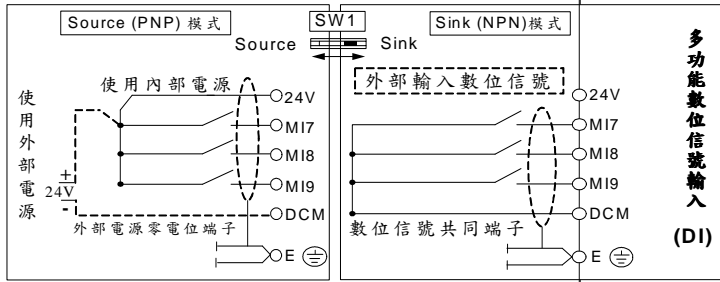 Source (PNP) 模式
SW1
Sink (NPN)模式
Source
Sink
使用內部電源
24V
MI7
MI8
MI9
DCM
E
使用外部電源
+
24V
-
外部電源零電位端子
外部輸入數位信號
24V
MI7
MI8
MI9
DCM
數位信號共同端子
E
多功能數位信號輸入
(DI)